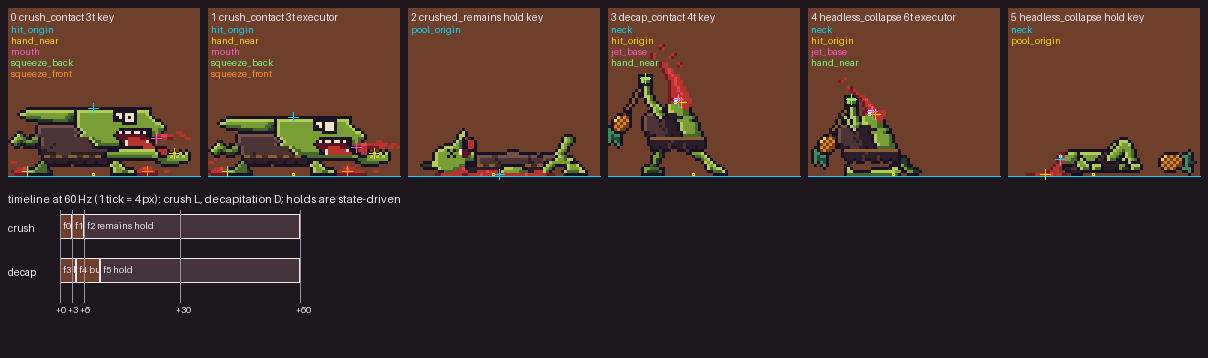 0 crush_contact 3t key
hit_origin
hand_near
mouth
squeeze_back
squeeze_front
1 crush_contact 3t executor
hit_origin
hand_near
mouth
squeeze_back
squeeze_front
2 crushed_remains hold key
pool_origin
3 decap_contact 4t key
neck
hit_origin
jet_base
hand_near
4 headless_collapse 6t executor
neck
hit_origin
jet_base
hand_near
5 headless_collapse hold key
neck
pool_origin
timeline at 60 Hz (1 tick = 4px): crush L, decapitation D; holds are state-driven
crush
f0 f1 f2 remains hold
decap
f3 f4 bu f5 hold
+0 +3 +6 +30 +60